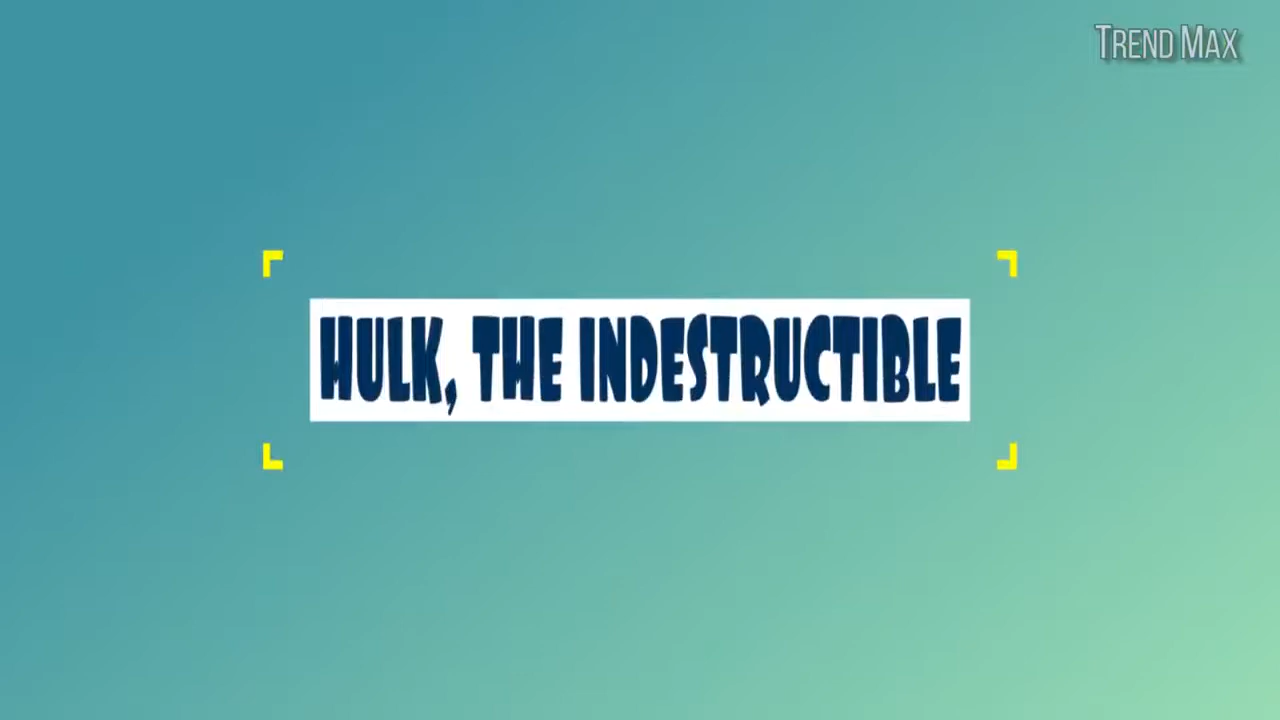 TREND MAX
HULK, THE INDESTRUCTIBLE